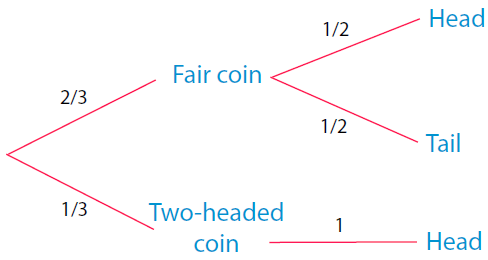 1/2
Head
Fair coin
2/3
1/2
Tail
1/3
Two-headed
coin
1
Head